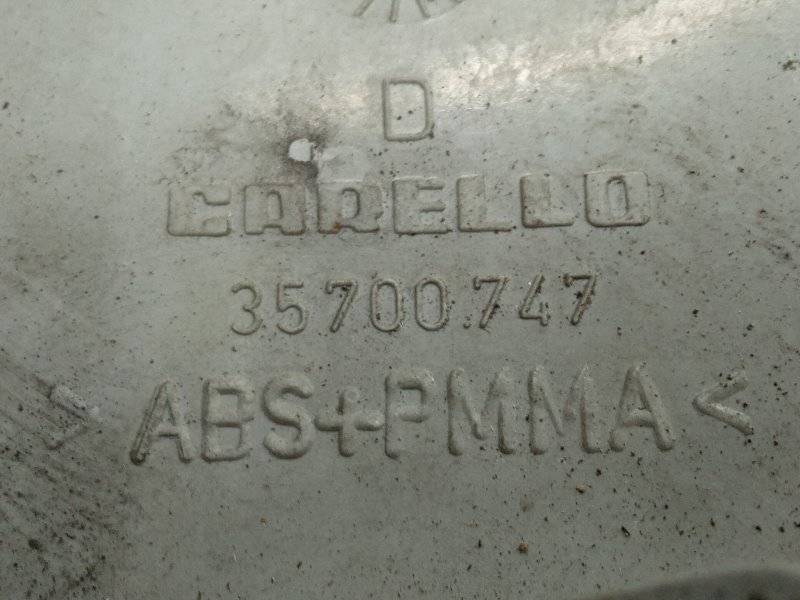 D
CARELLO
35700.747
>ABS+PMMA<